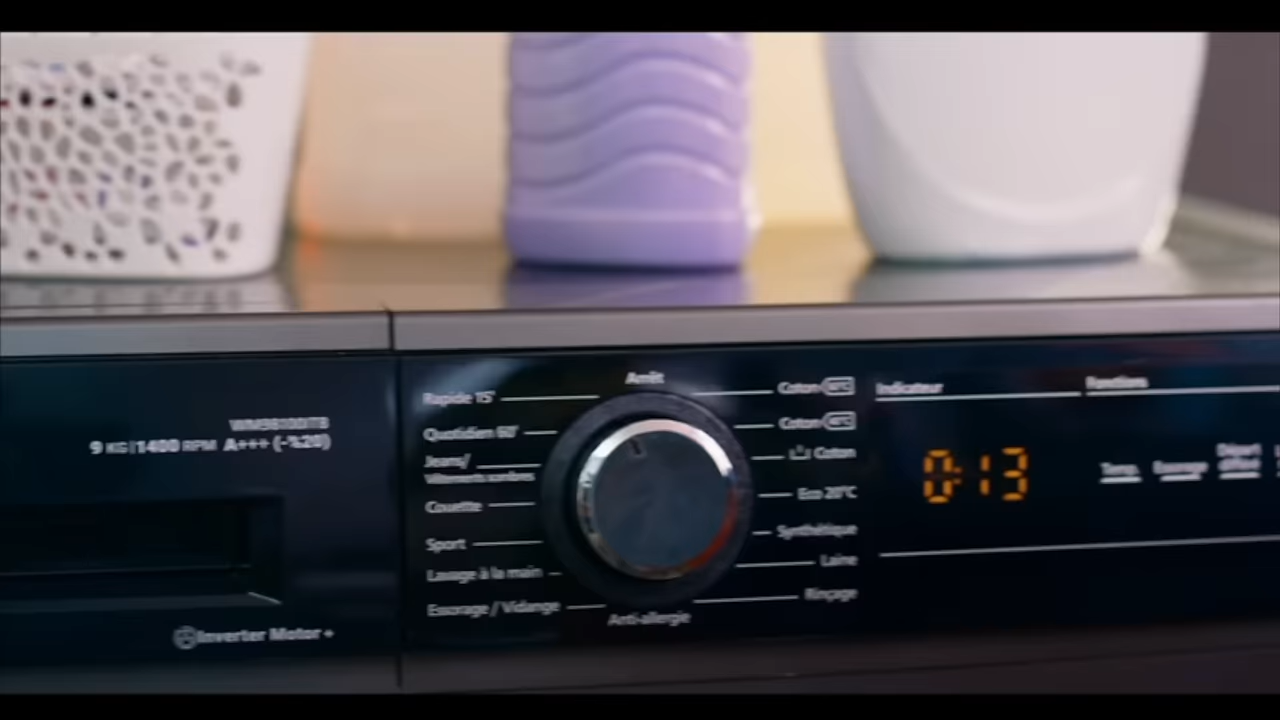 9 KG | 1400 RPM A+++ (-%20)
Inverter Motor+
Arrêt
Rapide 15'
Quotidien 60'
Jeans/
Vêtements sombres
Couette
Sport
Lavage à la main
Essorage / Vidange
Anti-allergie
Coton
Coton
Coton
Eco 20°C
Synthétique
Laine
Rinçage
Indicateur
Fonctions
0:13
Temp.
Essorage
Départ
différé